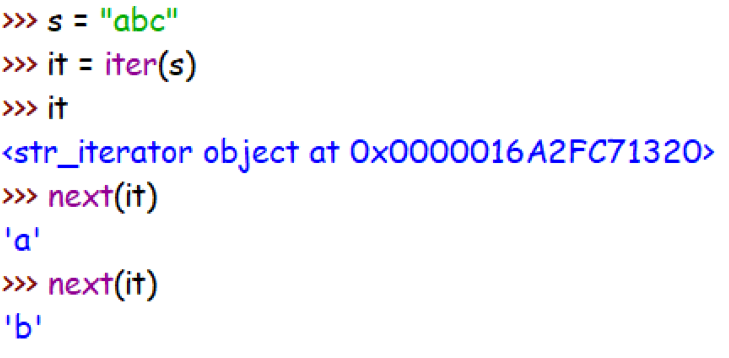 >>> s = "abc"
>>> it = iter(s)
>>> it
<str_iterator object at 0x0000016A2FC71320>
>>> next(it)
'a'
>>> next(it)
'b'